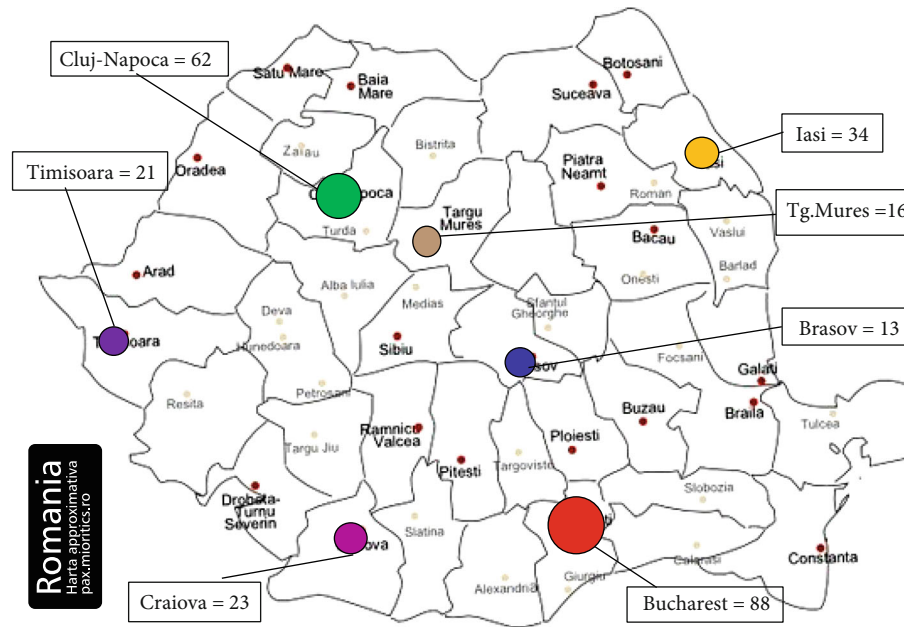 Cluj-Napoca = 62
Satu Mare
Baia
Mare
Botosani
Suceava
Iasi = 34
Timisoara = 21
Oradea
Zalau
Bistrita
Piatra
Neamt
Roman
Targu
Mures
Tg.Mures =16
Turda
Bacau
Vaslui
Arad
Alba Iulia
Medias
Onesti
Barlad
Deva
Hunedoara
Sibiu
Sfantul
Gheorghe
Brasov = 13
Focsani
Galati
Resita
Petrosani
Braila
Tulcea
Targu Jiu
Ramnicu
Valcea
Pitesti
Targoviste
Ploiesti
Buzau
Slobozia
Drobeta-
Turnu
Severin
Slatina
Calarasi
Constanta
Alexandria
Giurgiu
Craiova = 23
Bucharest = 88
Romania
Harta approximativa
pax.mioritics.ro